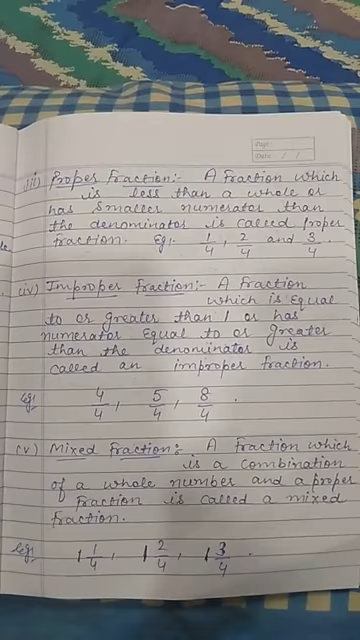 Page:
Date: / /
iii) Proper Fraction:- A Fraction which
is less than a whole or
has smaller numerator than
the denominator is called proper
fraction. Eg:- 1/4, 2/4 and 3/4.
(iv) Improper Fraction:- A Fraction
which is Equal
to or greater than 1 or has
numerator Equal to or greater
than the denominator is
called an improper fraction.
Eg: 4/4, 5/4, 8/4.
(v) Mixed Fraction:- A Fraction which
is a combination
of a whole number and a proper
Fraction is called a mixed
fraction.
Eg: 1 1/4, 1 2/4, 1 3/4.